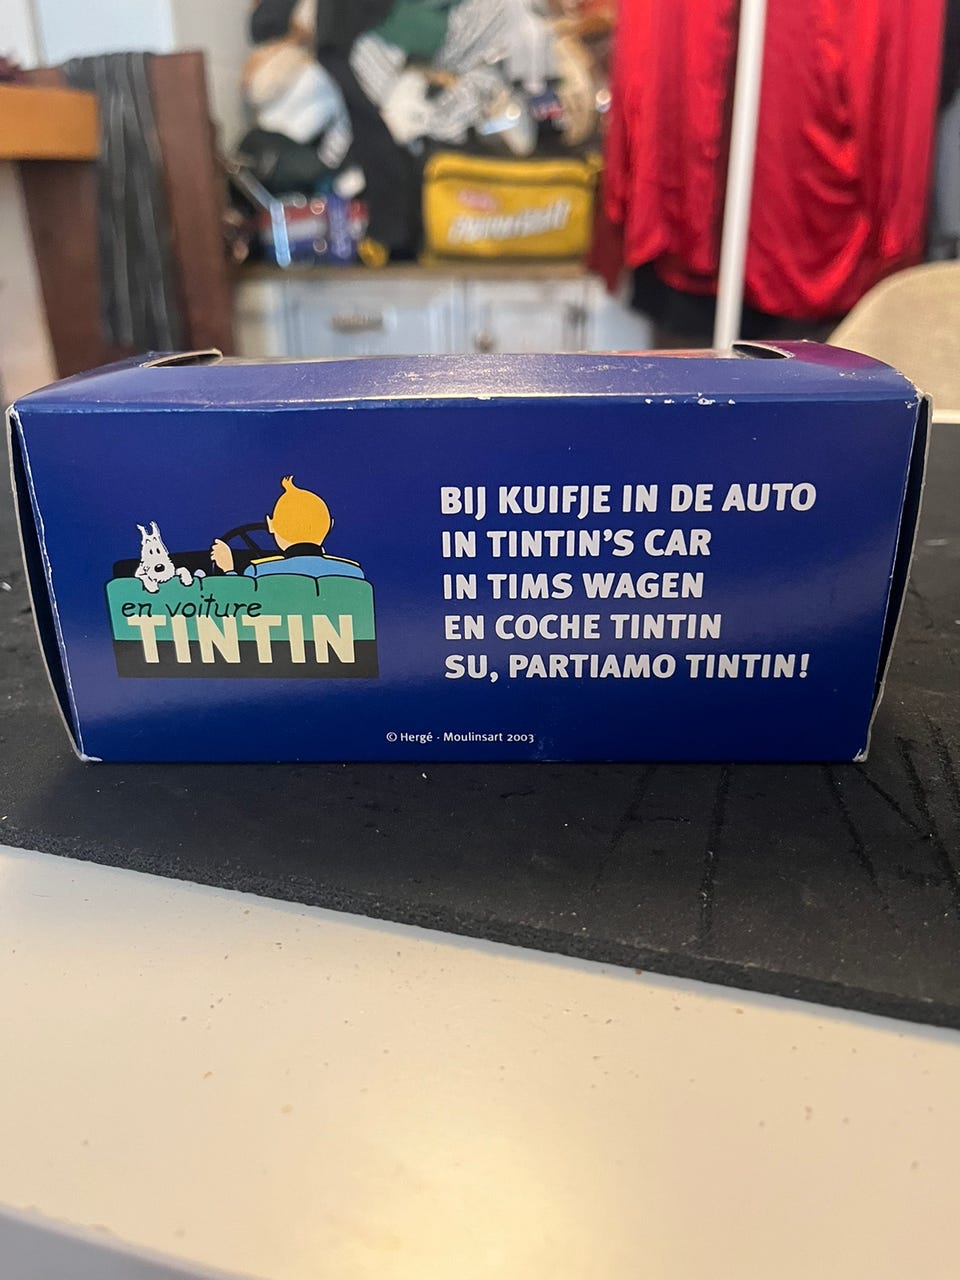 en voiture
TINTIN
BIJ KUIFJE IN DE AUTO
IN TINTIN'S CAR
IN TIMS WAGEN
EN COCHE TINTIN
SU, PARTIAMO TINTIN!
© Hergé - Moulinsart 2003